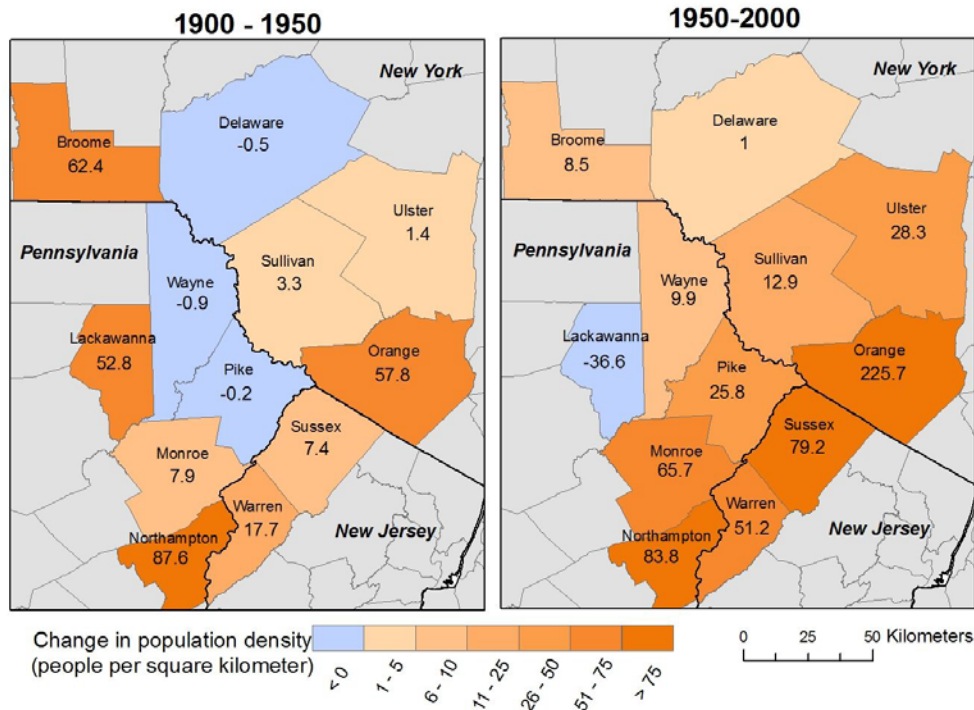 1900 - 1950
New York
Delaware
-0.5
Broome
62.4
Ulster
1.4
Pennsylvania
Sullivan
3.3
Wayne
-0.9
Lackawanna
52.8
Orange
57.8
Pike
-0.2
Sussex
7.4
Monroe
7.9
Warren
17.7
New Jersey
Northampton
87.6
1950-2000
New York
Delaware
1
Broome
8.5
Ulster
28.3
Pennsylvania
Sullivan
12.9
Wayne
9.9
Lackawanna
-36.6
Orange
225.7
Pike
25.8
Sussex
79.2
Monroe
65.7
Warren
51.2
New Jersey
Northampton
83.8
Change in population density
(people per square kilometer)
< 0
1 - 5
6 - 10
11 - 25
26 - 50
51 - 75
> 75
0 25 50 Kilometers